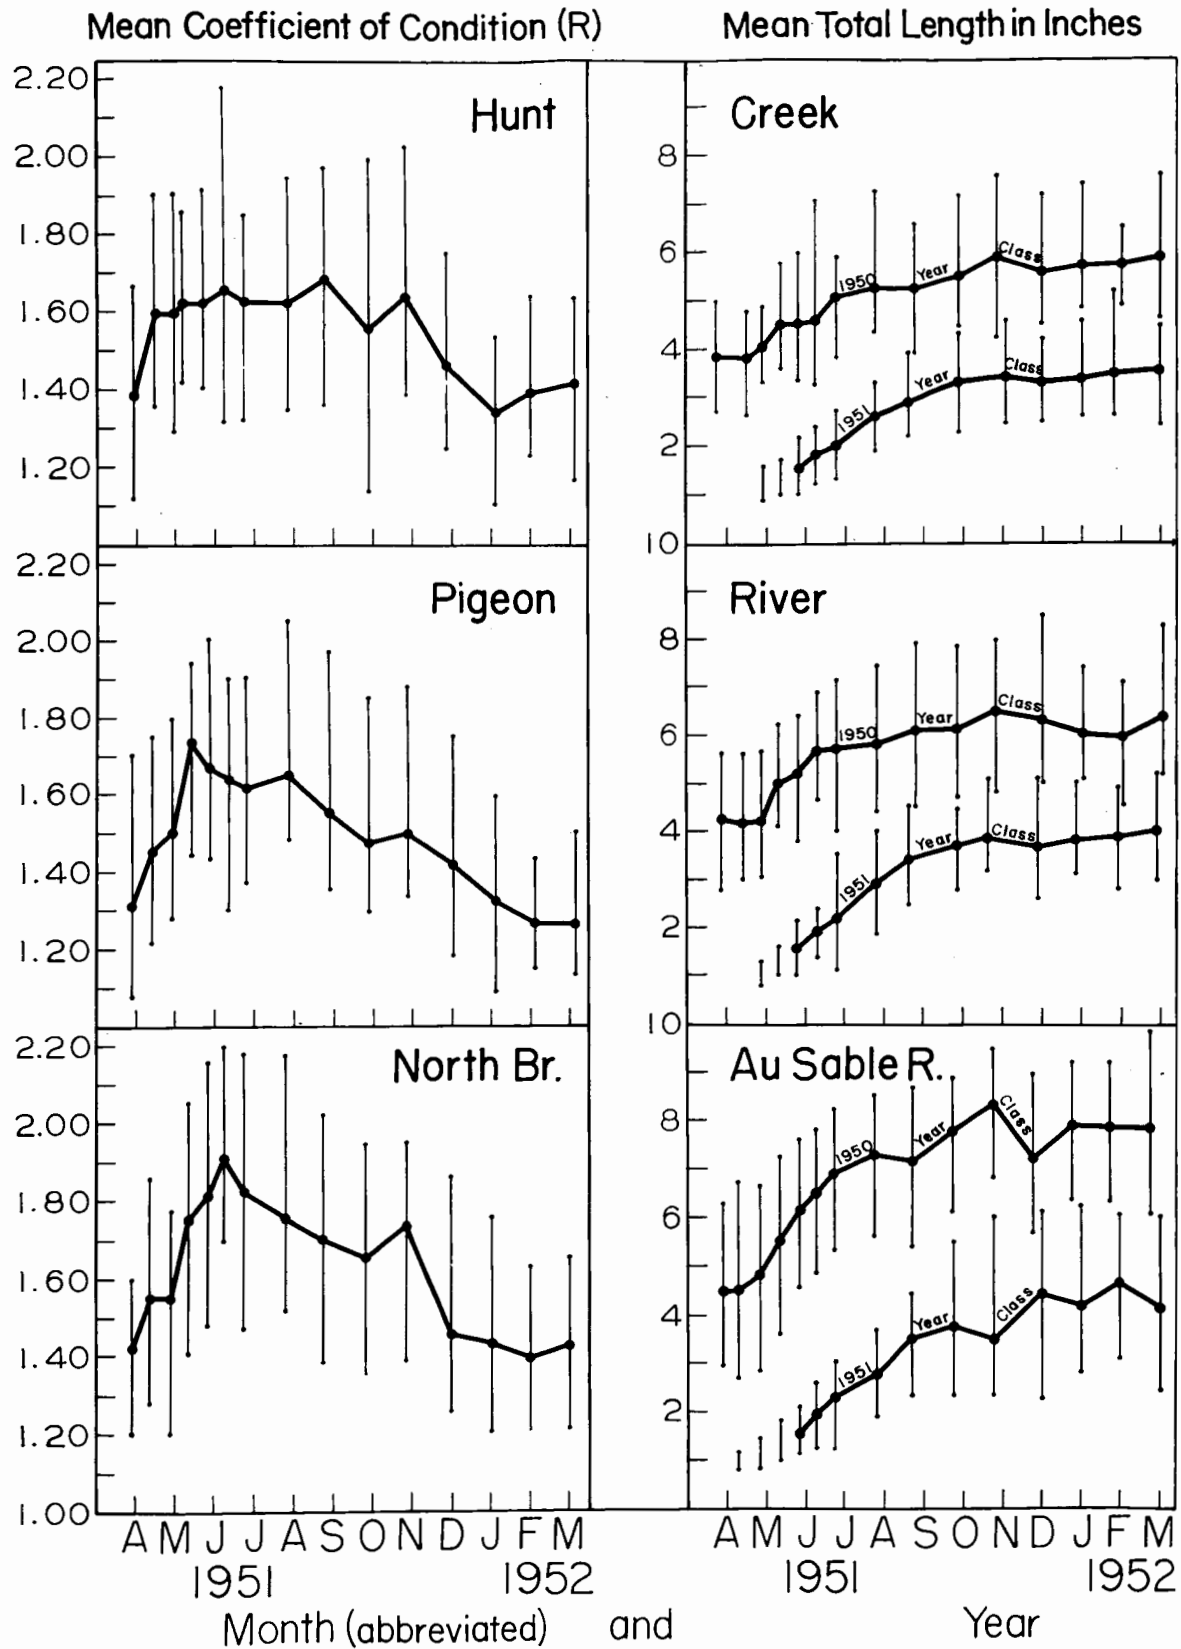 Mean Coefficient of Condition (R)
Mean Total Length in Inches
2.20
2.00
1.80
1.60
1.40
1.20
Hunt
Creek
8
6
4
2
10
1950 Year Class
1951 Year Class
2.20
2.00
1.80
1.60
1.40
1.20
Pigeon
River
8
6
4
2
10
1950 Year Class
1951 Year Class
2.20
2.00
1.80
1.60
1.40
1.20
1.00
North Br.
Au Sable R.
8
6
4
2
1950 Year Class
1951 Year Class
A M J J A S O N D J F M
A M J J A S O N D J F M
1951 1952
1951 1952
Month (abbreviated) and Year